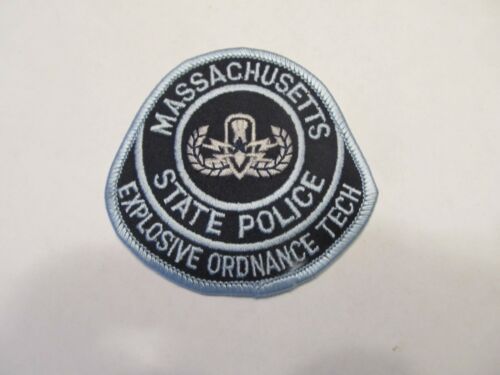 MASSACHUSETTS
STATE POLICE
EXPLOSIVE ORDNANCE TECH